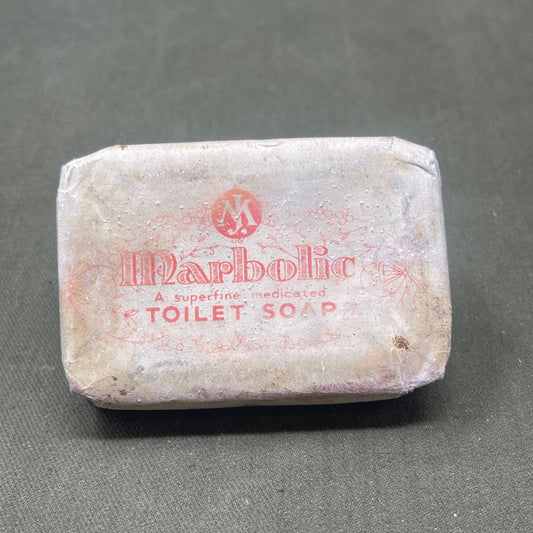 Marbolic
A superfine medicated
TOILET SOAP